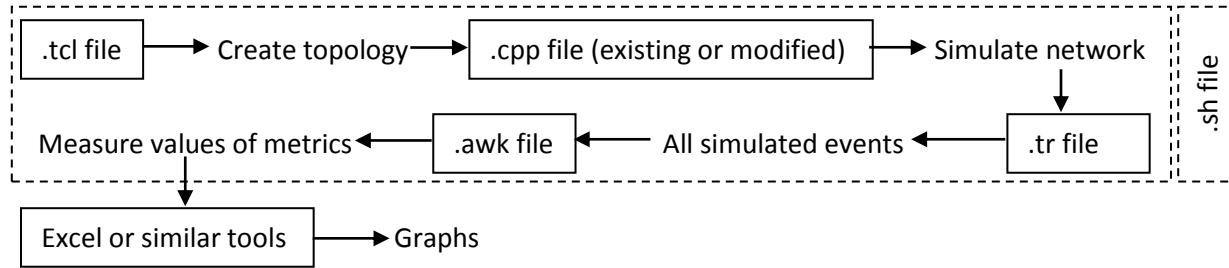 .tcl file
Create topology
.cpp file (existing or modified)
Simulate network
.sh file
Measure values of metrics
.awk file
All simulated events
.tr file
Excel or similar tools
Graphs